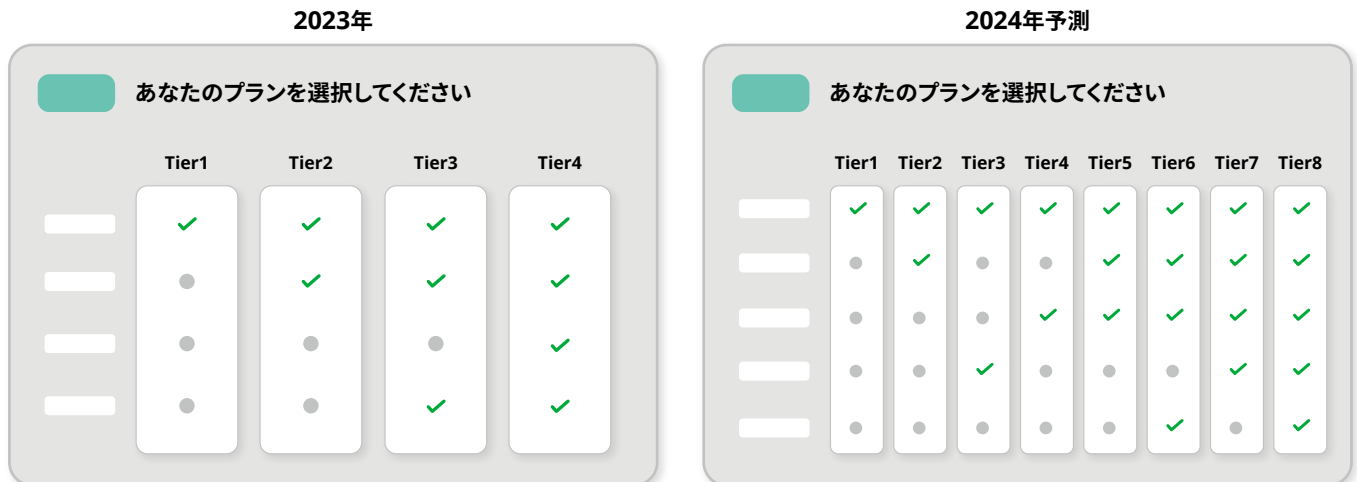 2023年
あなたのプランを選択してください
Tier1 Tier2 Tier3 Tier4
2024年予測
あなたのプランを選択してください
Tier1 Tier2 Tier3 Tier4 Tier5 Tier6 Tier7 Tier8